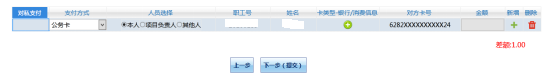 对私支付 支付方式 人员选择 职工号 姓名 卡类型-银行/消费信息 对方卡号 金额 新增 删除
公务卡 本人 项目负责人 其他人 6282XXXXXXXXXX24
差额:1.00
上一步 下一步（提交）